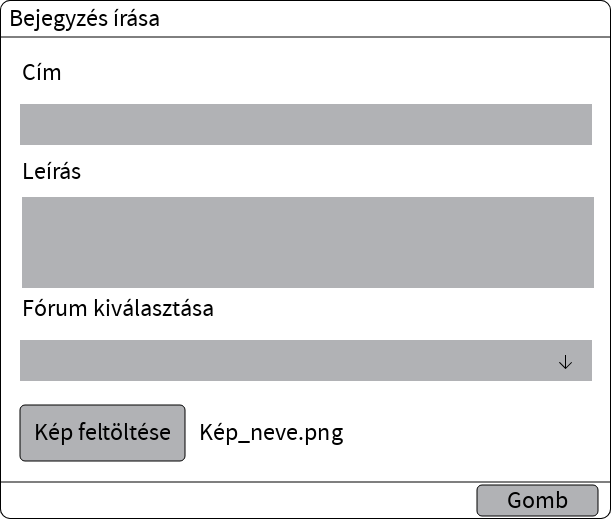 Bejegyzés írása
Cím
Leírás
Fórum kiválasztása
Kép feltöltése Kép_neve.png
Gomb